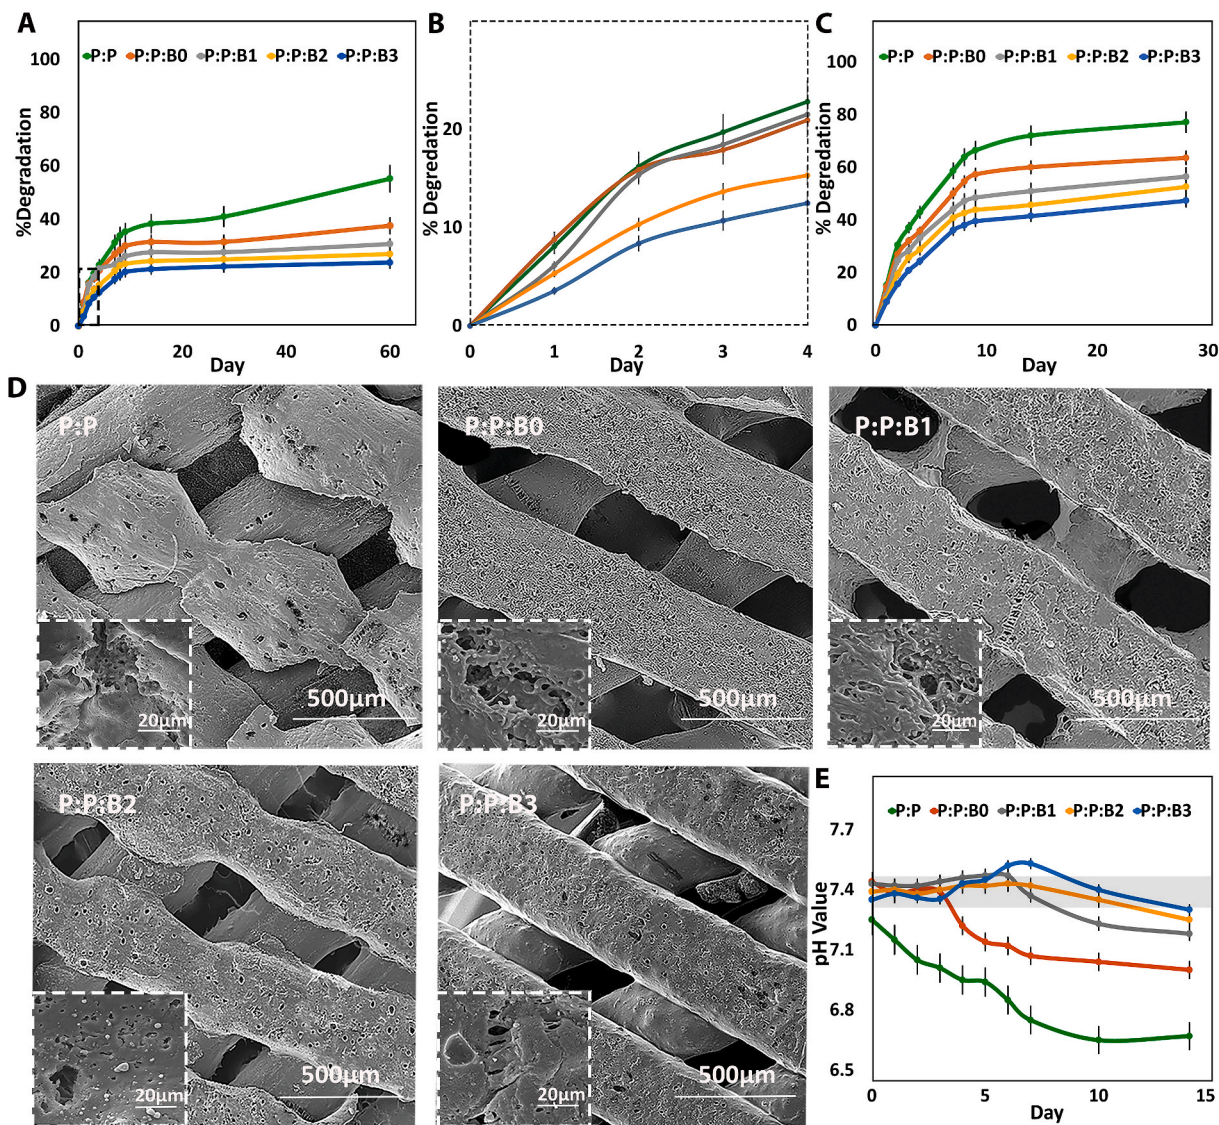 A
P:P P:P:B0 P:P:B1 P:P:B2 P:P:B3
100
80
60
40
20
0
%Degradation
0 20 40 60
Day
B
20
10
0
% Degredation
0 1 2 3 4
Day
C
P:P P:P:B0 P:P:B1 P:P:B2 P:P:B3
100
80
60
40
20
0
% Degredation
0 10 20 30
Day
D
P:P
500µm
20µm
P:P:B0
500µm
20µm
P:P:B1
500µm
20µm
P:P:B2
500µm
20µm
P:P:B3
500µm
20µm
E
P:P P:P:B0 P:P:B1 P:P:B2 P:P:B3
7.7
7.4
7.1
6.8
6.5
pH Value
0 5 10 15
Day